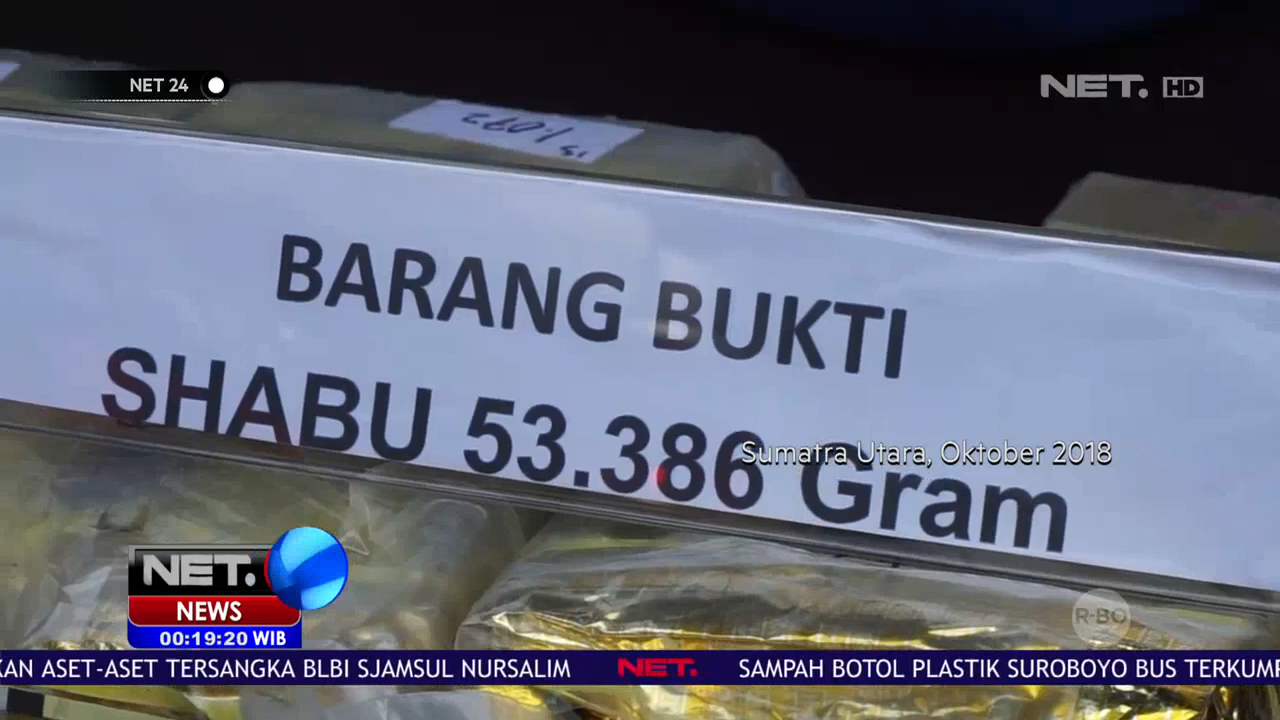 NET 24
NET. HD
BARANG BUKTI
SHABU 53.386 Gram
Sumatra Utara, Oktober 2018
NET.
NEWS
00:19:20 WIB
R-BO
KAN ASET-ASET TERSANGKA BLBI SJAMSUL NURSALIM NET. SAMPAH BOTOL PLASTIK SUROBOYO BUS TERKUMP